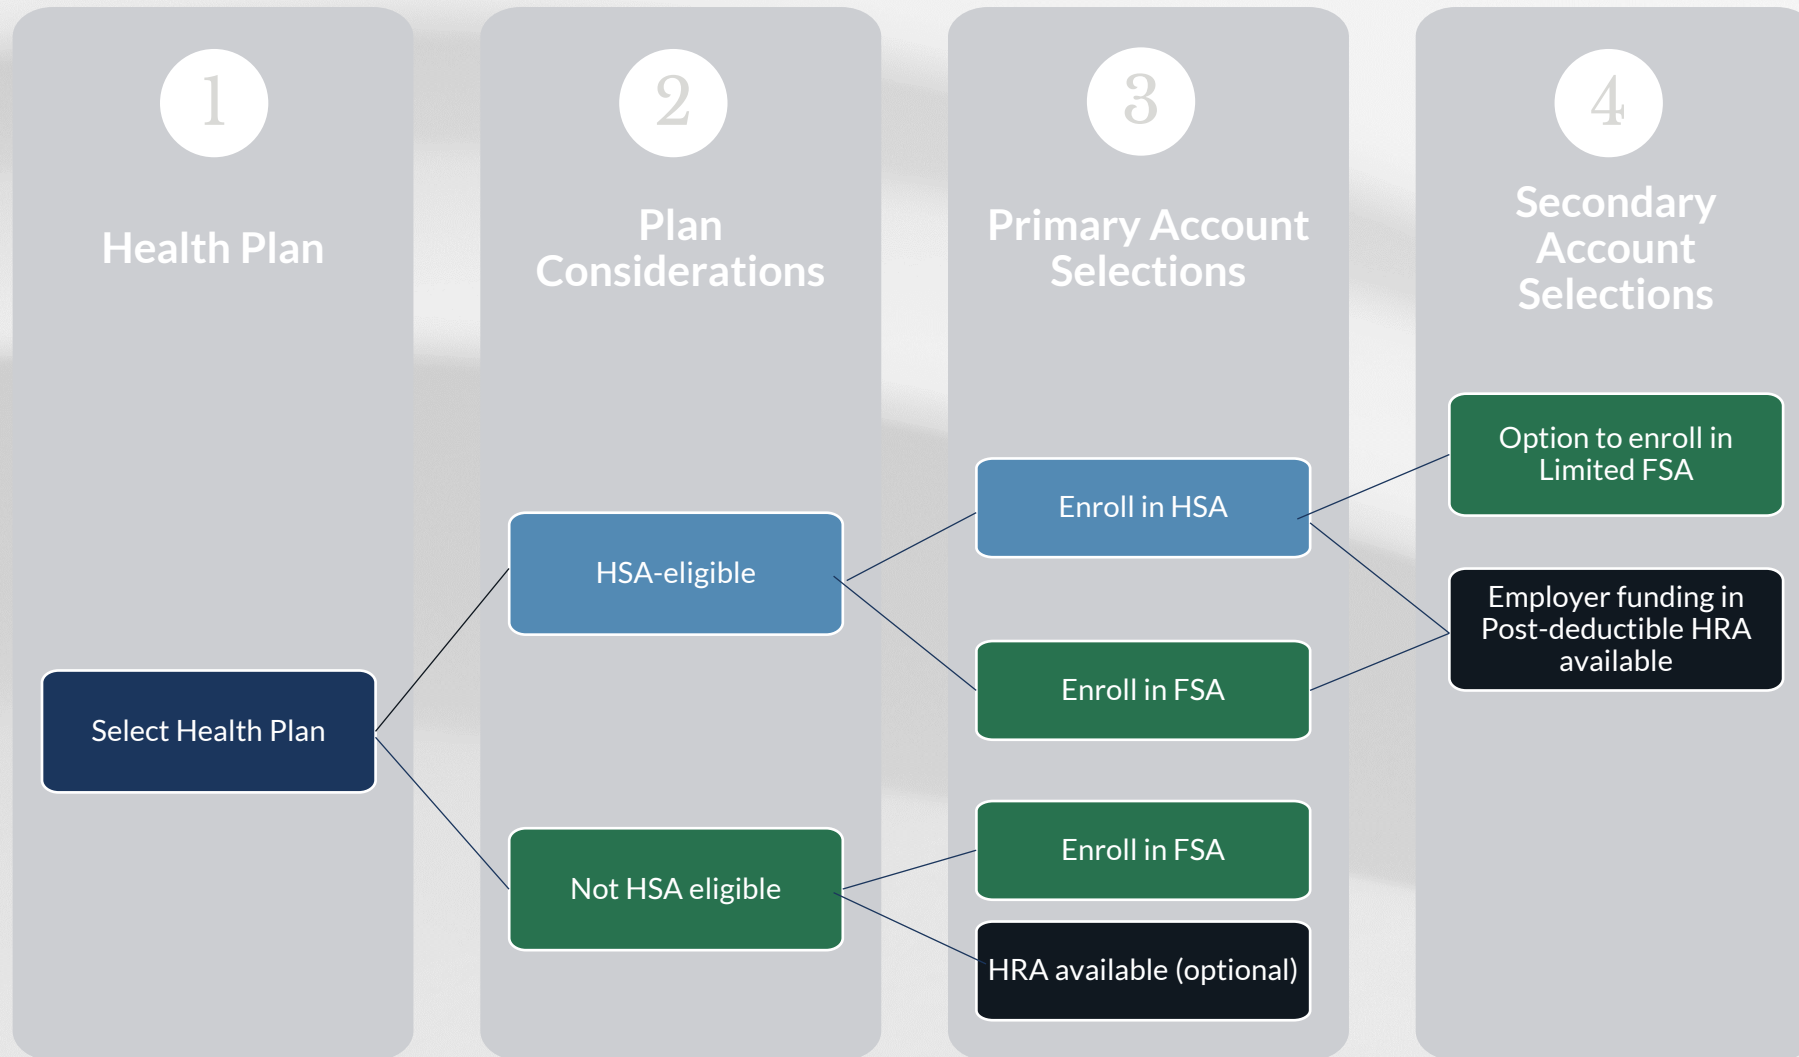 1
Health Plan
Select Health Plan
2
Plan
Considerations
HSA-eligible
Not HSA eligible
3
Primary Account
Selections
Enroll in HSA
Enroll in FSA
Enroll in FSA
HRA available (optional)
4
Secondary
Account
Selections
Option to enroll in
Limited FSA
Employer funding in
Post-deductible HRA
available